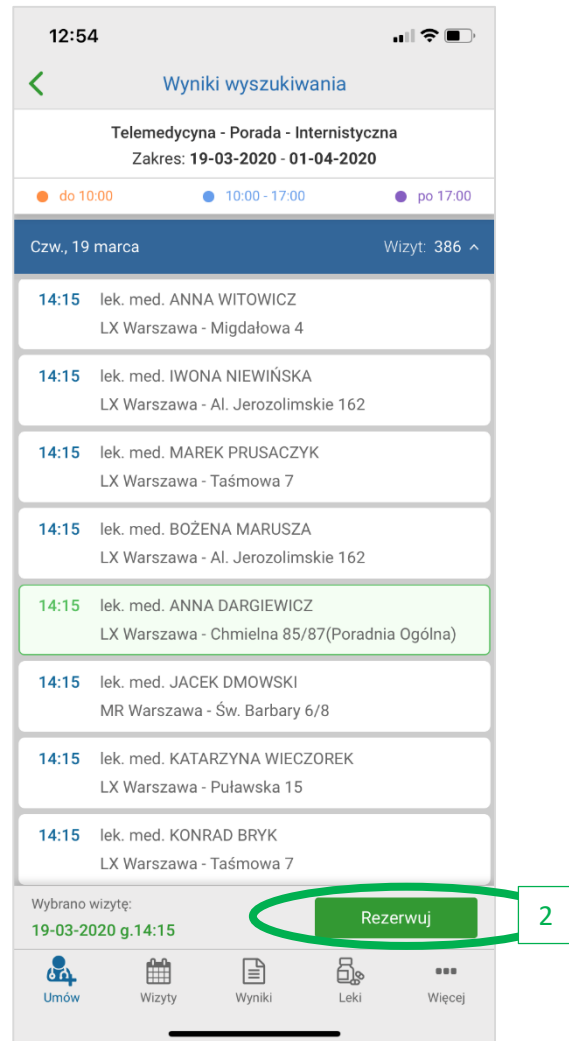 12:54
Wyniki wyszukiwania
Telemedycyna - Porada - Internistyczna
Zakres: 19-03-2020 - 01-04-2020
do 10:00 10:00 - 17:00 po 17:00
Czw., 19 marca Wizyt: 386
14:15 lek. med. ANNA WITOWICZ
LX Warszawa - Migdałowa 4
14:15 lek. med. IWONA NIEWIŃSKA
LX Warszawa - Al. Jerozolimskie 162
14:15 lek. med. MAREK PRUSACZYK
LX Warszawa - Taśmowa 7
14:15 lek. med. BOŻENA MARUSZA
LX Warszawa - Al. Jerozolimskie 162
14:15 lek. med. ANNA DARGIEWICZ
LX Warszawa - Chmielna 85/87(Poradnia Ogólna)
14:15 lek. med. JACEK DMOWSKI
MR Warszawa - Św. Barbary 6/8
14:15 lek. med. KATARZYNA WIECZOREK
LX Warszawa - Puławska 15
14:15 lek. med. KONRAD BRYK
LX Warszawa - Taśmowa 7
Wybrano wizytę:
19-03-2020 g.14:15
Rezerwuj
2
Umów Wizyty Wyniki Leki Więcej